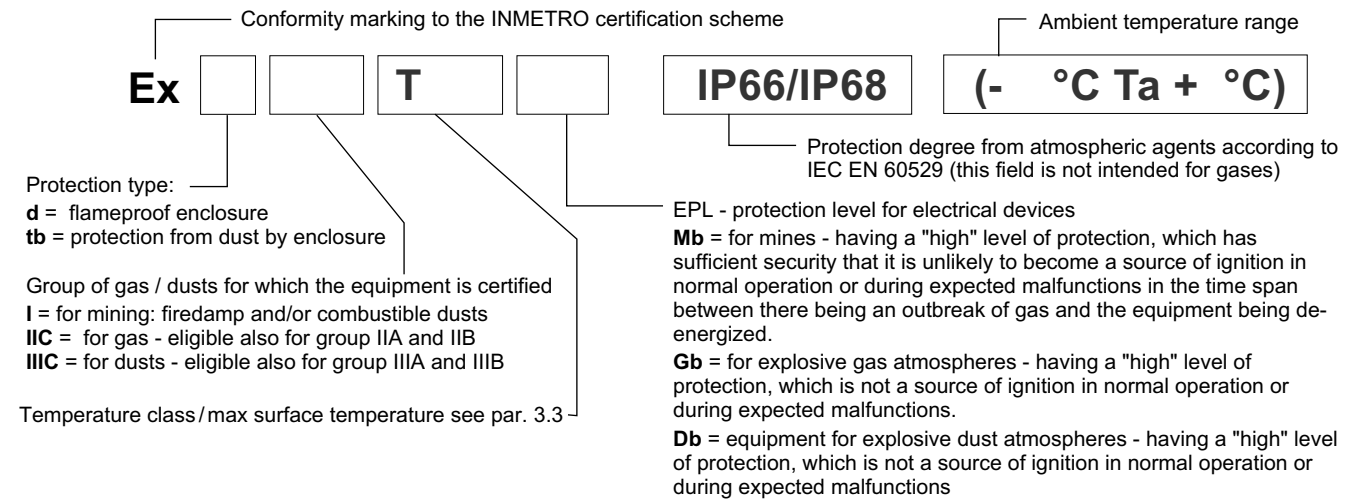 Conformity marking to the INMETRO certification scheme
Ambient temperature range
Ex T IP66/IP68 (- °C Ta + °C)
Protection degree from atmospheric agents according to
IEC EN 60529 (this field is not intended for gases)
Protection type:
d = flameproof enclosure
tb = protection from dust by enclosure
Group of gas / dusts for which the equipment is certified
I = for mining: firedamp and/or combustible dusts
IIC = for gas - eligible also for group IIA and IIB
IIIC = for dusts - eligible also for group IIIA and IIIB
Temperature class/max surface temperature see par. 3.3
EPL - protection level for electrical devices
Mb = for mines - having a "high" level of protection, which has
sufficient security that it is unlikely to become a source of ignition in
normal operation or during expected malfunctions in the time span
between there being an outbreak of gas and the equipment being de-
energized.
Gb = for explosive gas atmospheres - having a "high" level of
protection, which is not a source of ignition in normal operation or
during expected malfunctions.
Db = equipment for explosive dust atmospheres - having a "high" level
of protection, which is not a source of ignition in normal operation or
during expected malfunctions